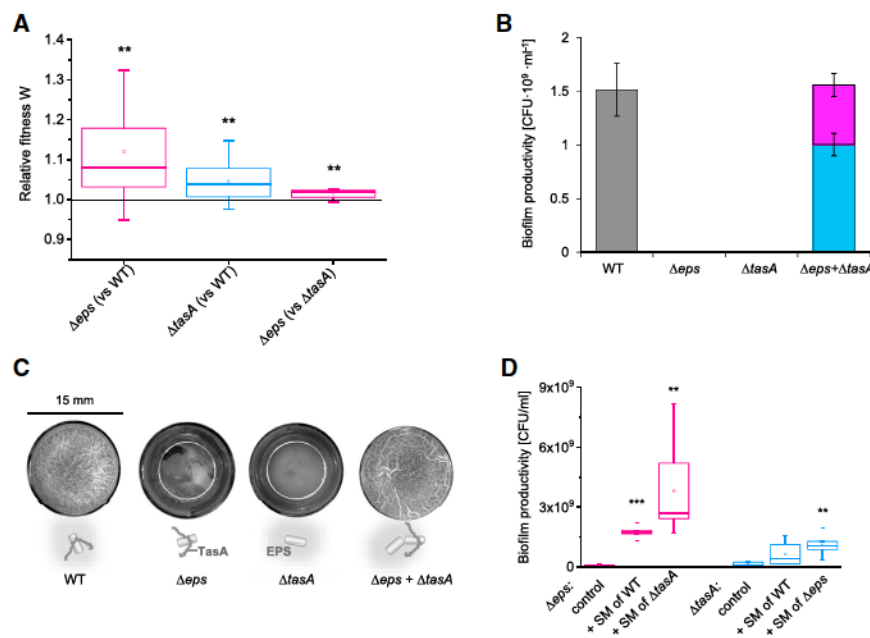 A
Relative fitness W
1.4
1.3
1.2
1.1
1.0
0.9
**
**
**
Δeps (vs WT)
ΔtasA (vs WT)
Δeps (vs ΔtasA)
B
Biofilm productivity [CFU·10⁹ ·ml⁻¹]
2
1.5
1
0.5
0
WT
Δeps
ΔtasA
Δeps+ΔtasA
C
15 mm
TasA
EPS
WT
Δeps
ΔtasA
Δeps + ΔtasA
D
Biofilm productivity [CFU/ml]
9x10⁹
6x10⁹
3x10⁹
0
***
**
**
Δeps:
control
+ SM of WT
+ SM of ΔtasA
ΔtasA:
control
+ SM of WT
+ SM of Δeps